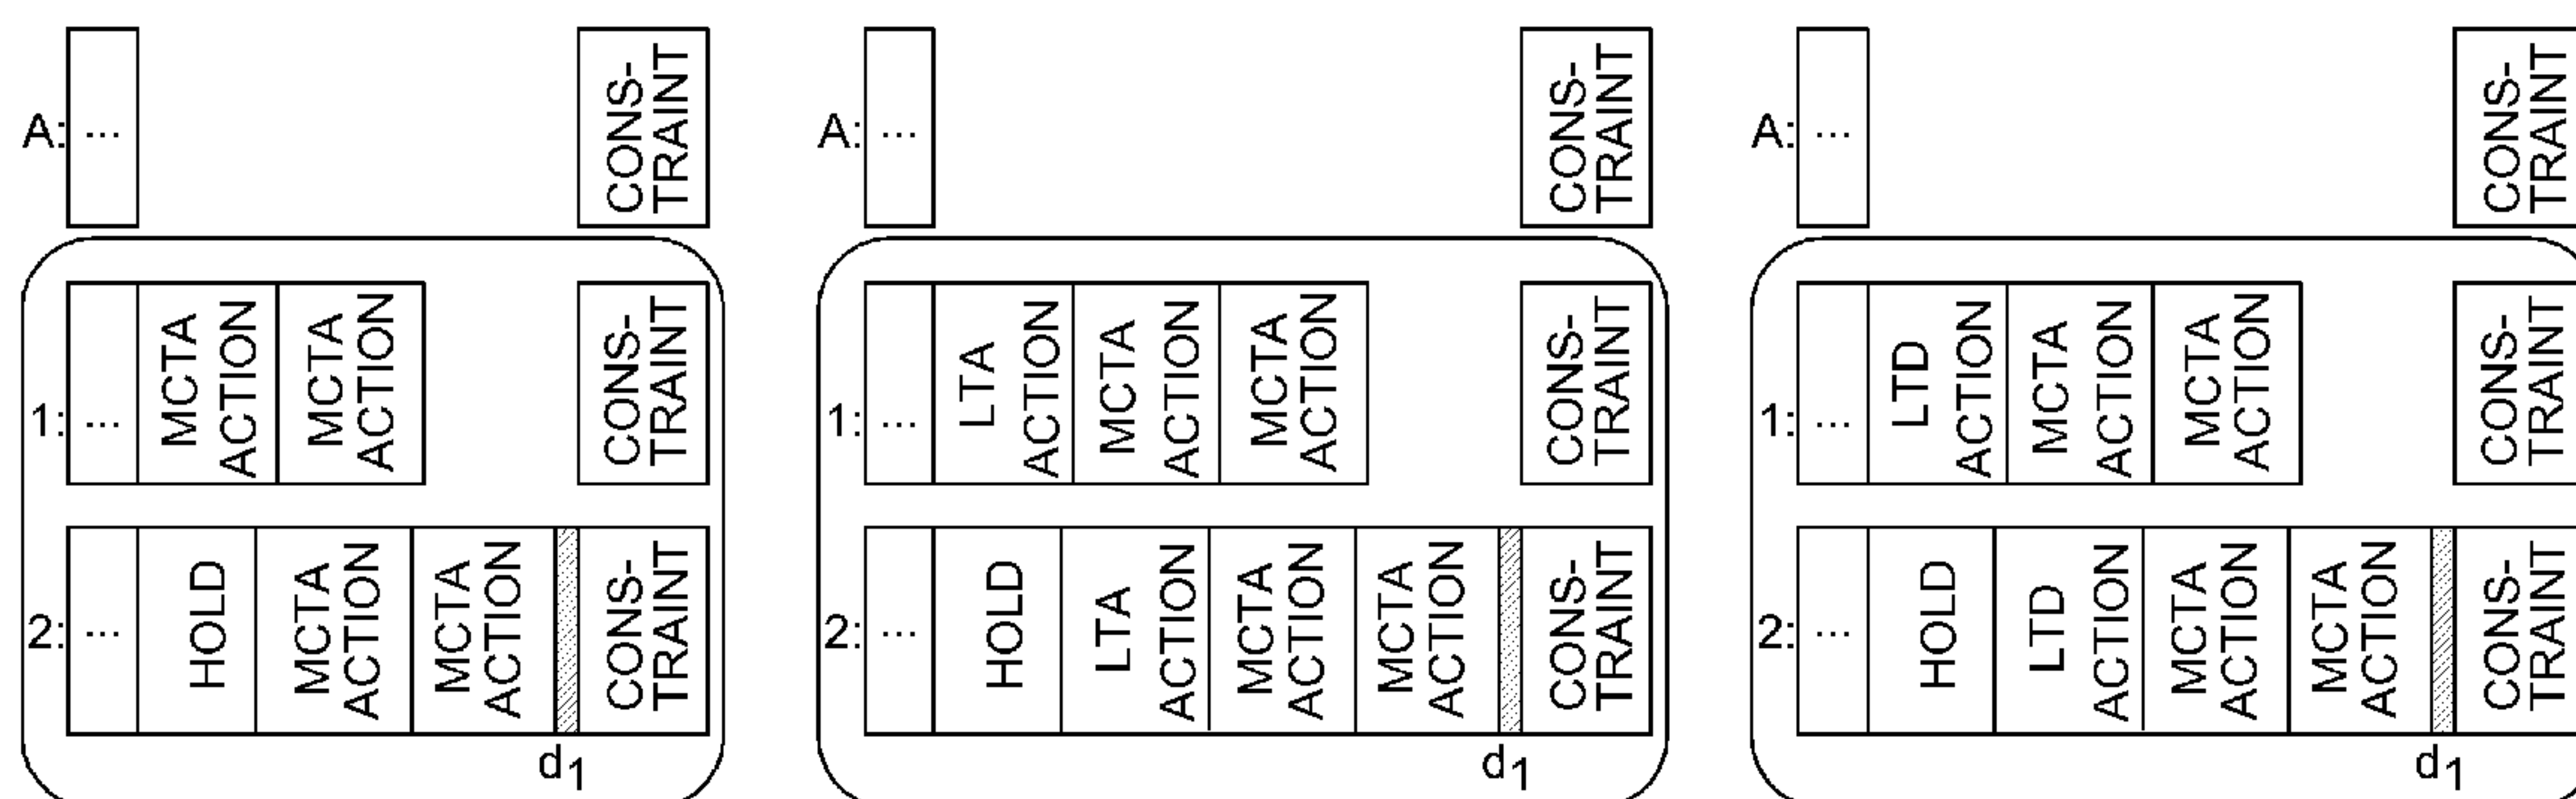 A: ... CONS-
TRAINT
1: ... MCTA
ACTION MCTA
ACTION CONS-
TRAINT
2: ... HOLD MCTA
ACTION MCTA
ACTION CONS-
TRAINT
d1
A: ... CONS-
TRAINT
1: ... LTA
ACTION MCTA
ACTION MCTA
ACTION CONS-
TRAINT
2: ... HOLD LTA
ACTION MCTA
ACTION MCTA
ACTION CONS-
TRAINT
d1
A: ... CONS-
TRAINT
1: ... LTD
ACTION MCTA
ACTION MCTA
ACTION CONS-
TRAINT
2: ... HOLD LTD
ACTION MCTA
ACTION MCTA
ACTION CONS-
TRAINT
d1